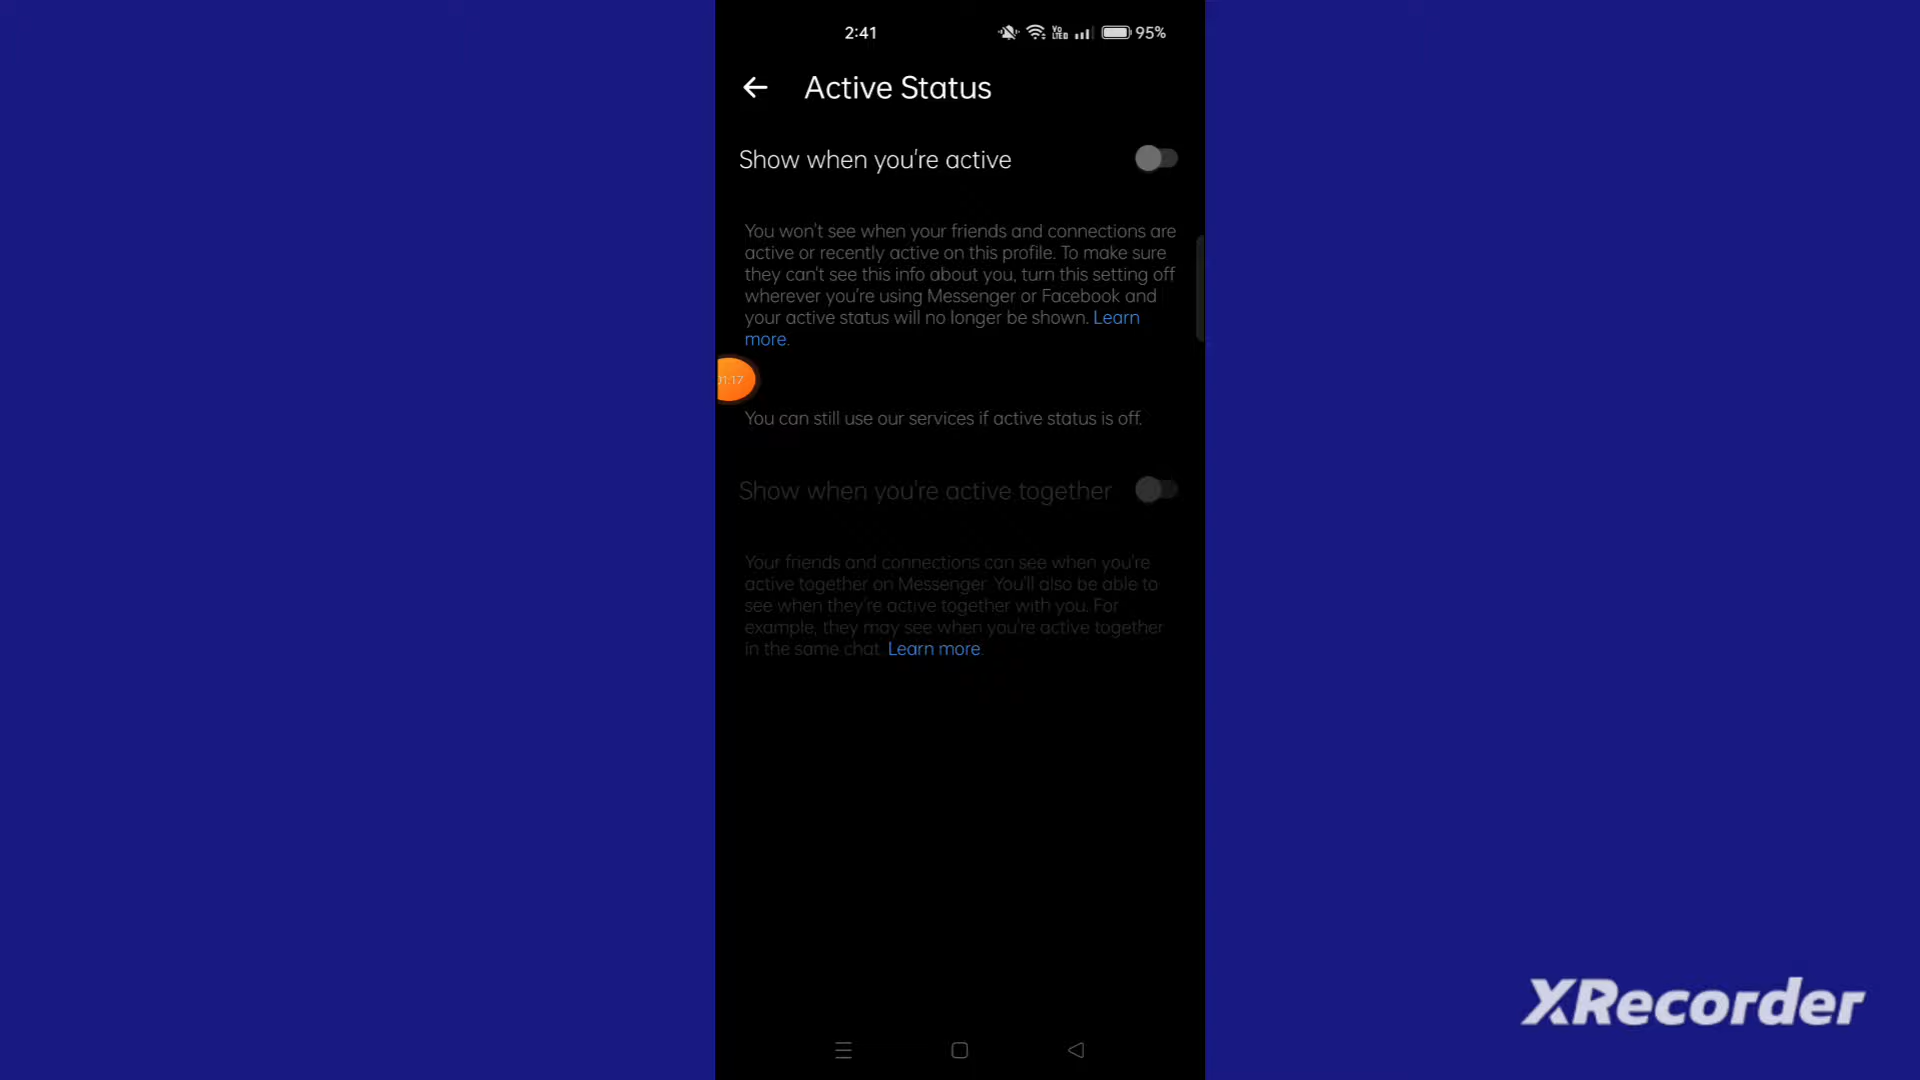 2:41 Vo LTE 95%
Active Status
Show when you're active
You won't see when your friends and connections are
active or recently active on this profile. To make sure
they can't see this info about you, turn this setting off
wherever you're using Messenger or Facebook and
your active status will no longer be shown. Learn
more.
01:17
You can still use our services if active status is off.
Show when you're active together
Your friends and connections can see when you're
active together on Messenger. You'll also be able to
see when they're active together with you. For
example, they may see when you're active together
in the same chat. Learn more.
XRecorder